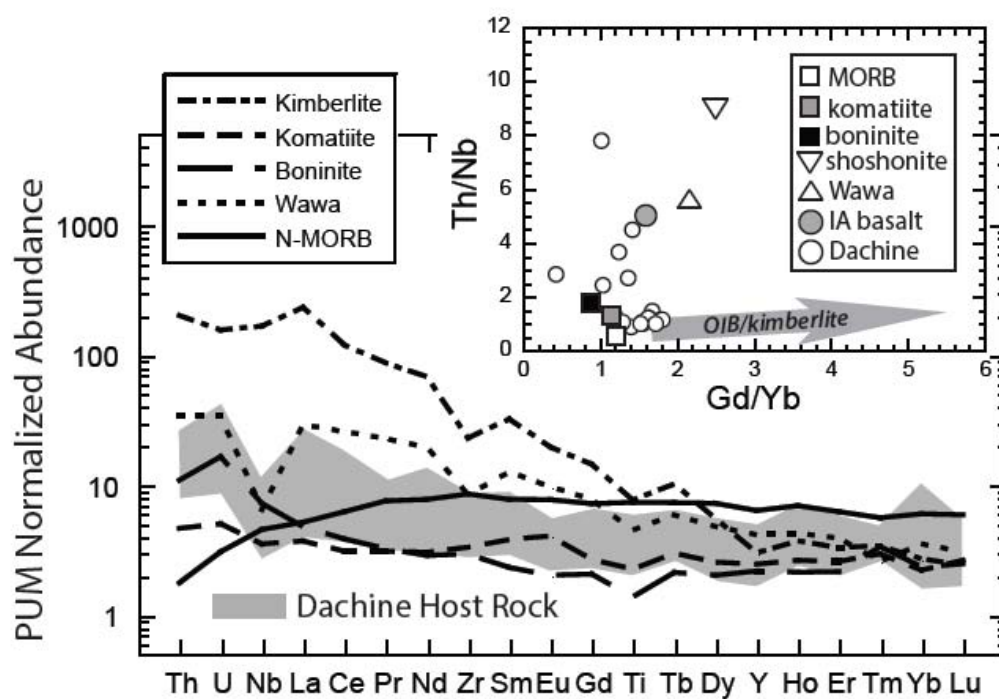 Kimberlite
Komatiite
Boninite
Wawa
N-MORB
PUM Normalized Abundance
1000
100
10
1
Dachine Host Rock
Th U Nb La Ce Pr Nd Zr Sm Eu Gd Ti Tb Dy Y Ho Er Tm Yb Lu
12
10
8
6
4
2
0
Th/Nb
MORB
komatiite
boninite
shoshonite
Wawa
IA basalt
Dachine
OIB/kimberlite
0 1 2 3 4 5 6
Gd/Yb